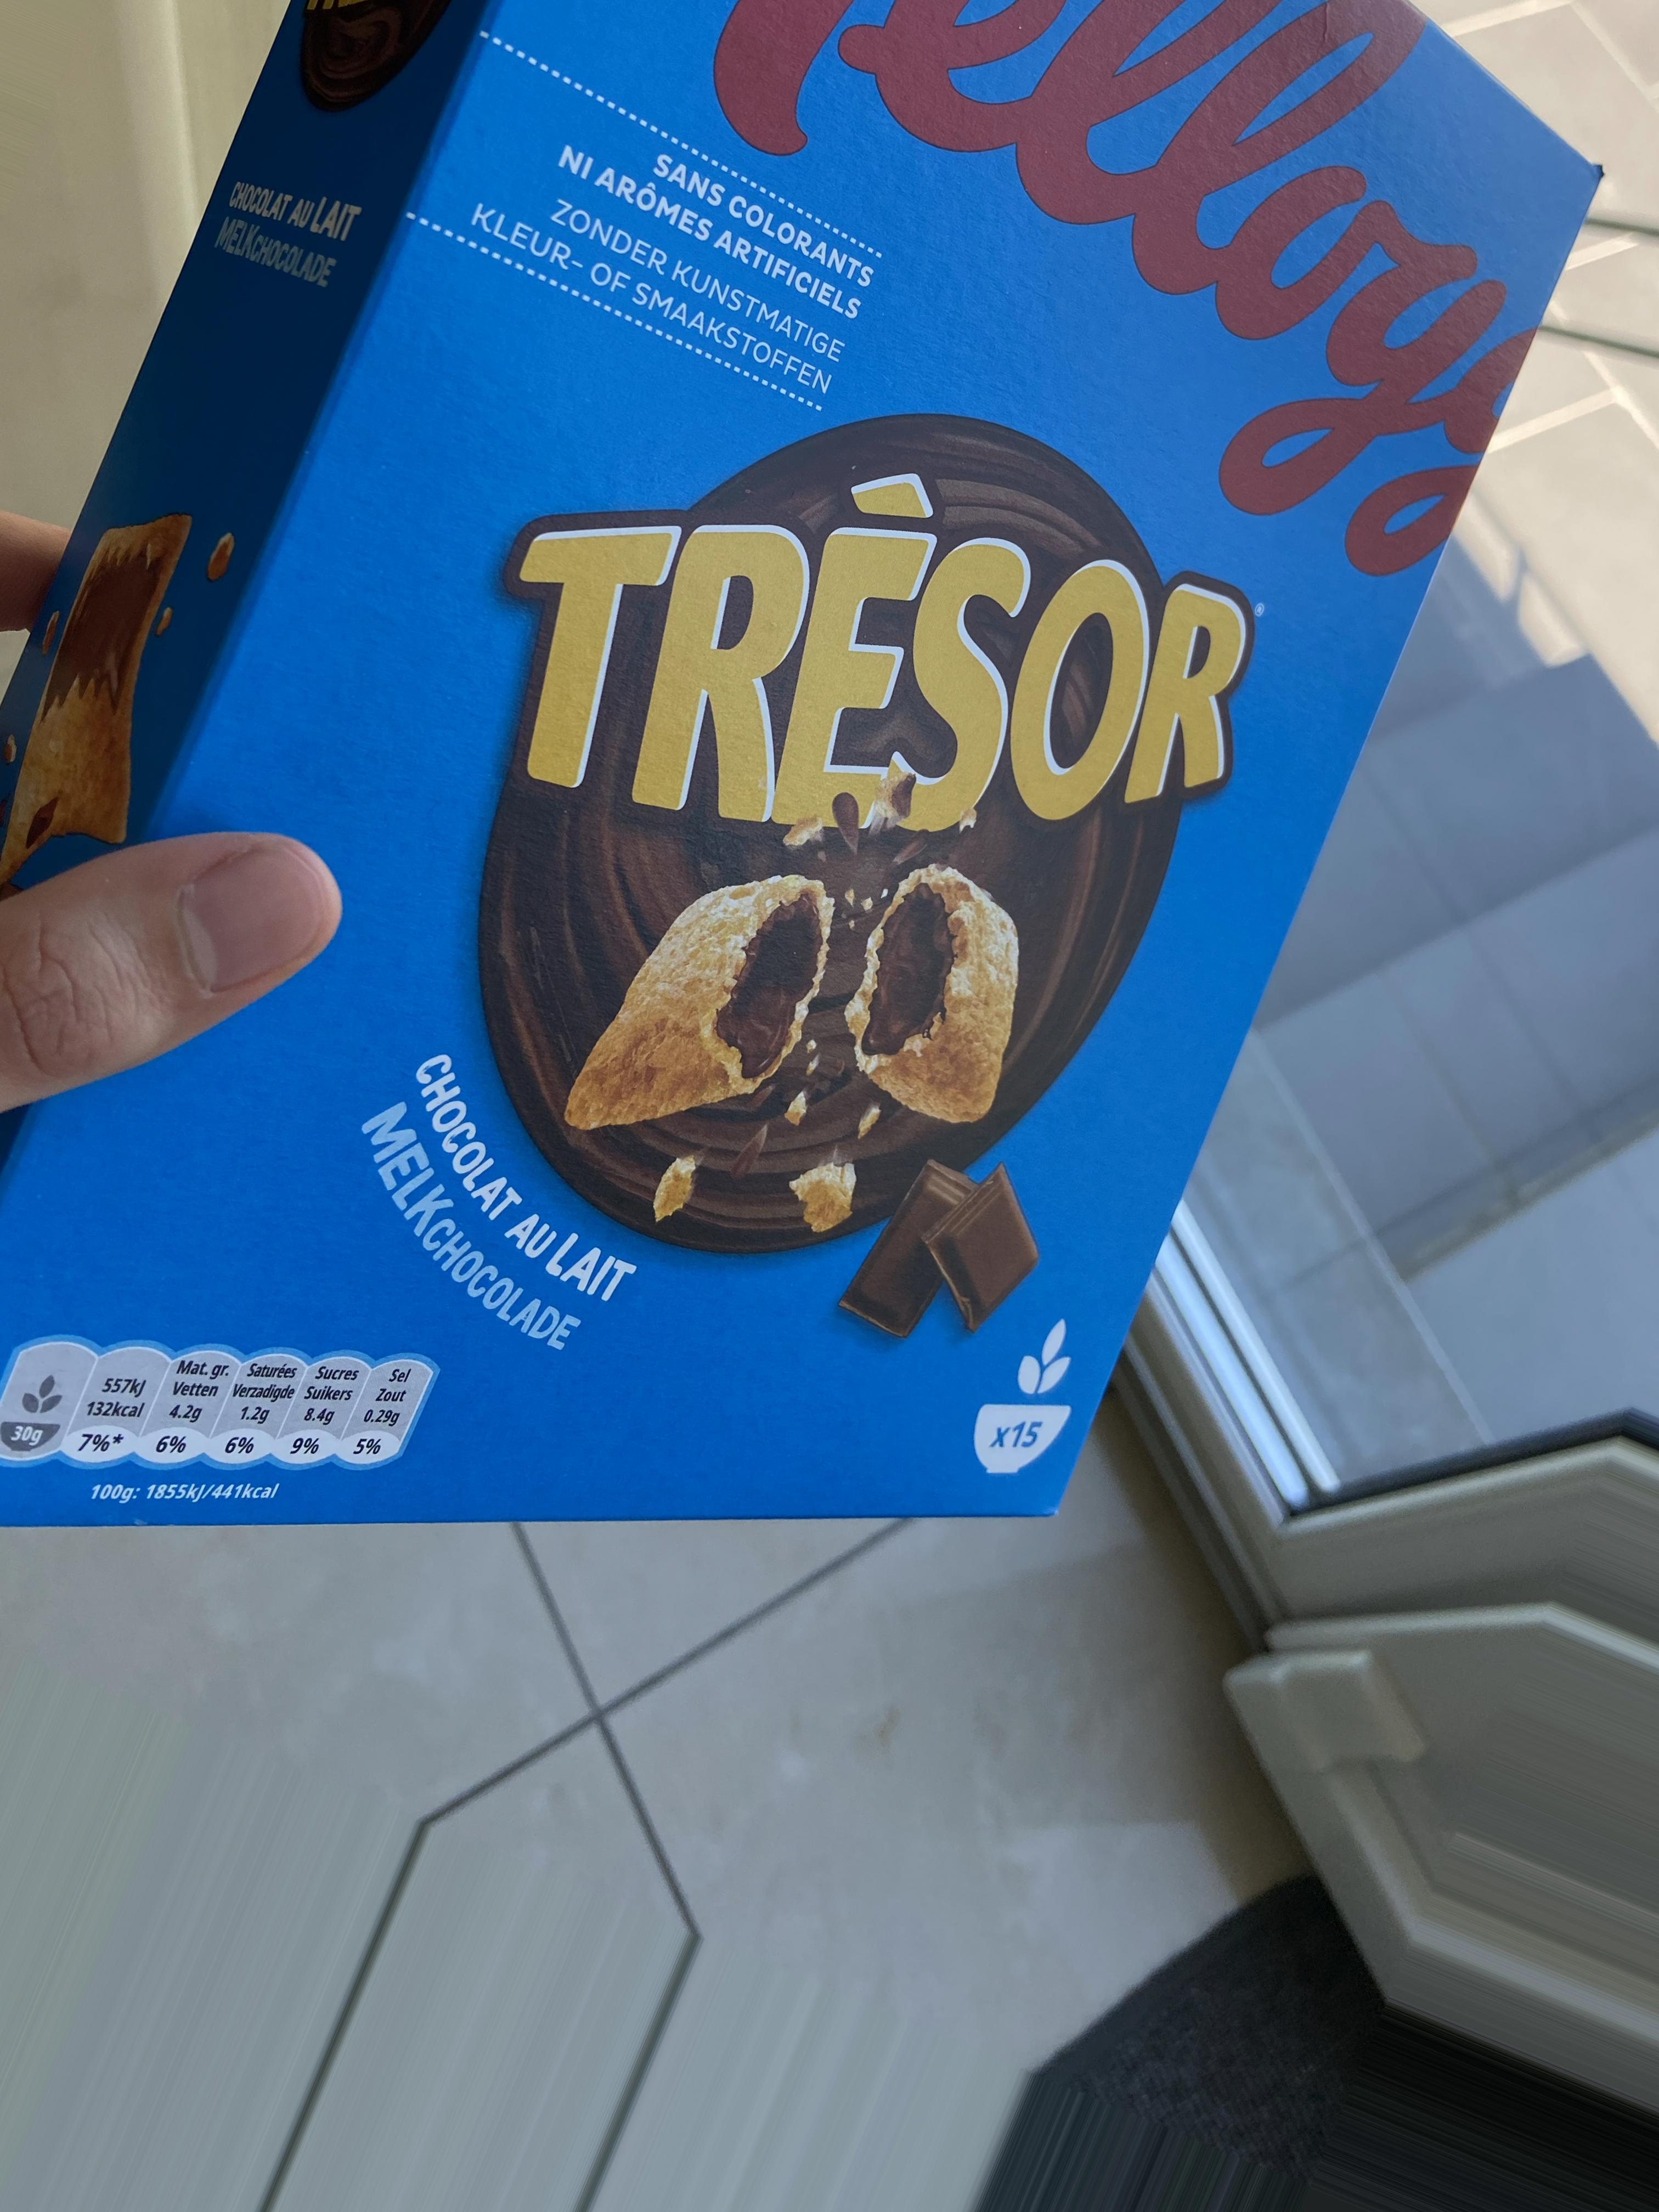 Kellogg's
SANS COLORANTS
NI ARÔMES ARTIFICIELS
ZONDER KUNSTMATIGE
KLEUR- OF SMAAKSTOFFEN
CHOCOLAT AU LAIT
MELKCHOCOLADE
TRÉSOR®
CHOCOLAT AU LAIT
MELKCHOCOLADE
30g
557kJ
132kcal
7%*
Mat. gr.
Vetten
4.2g
6%
Saturées
Verzadigde
1.2g
6%
Sucres
Suikers
8.4g
9%
Sel
Zout
0.29g
5%
100g: 1855kJ/441kcal
x15